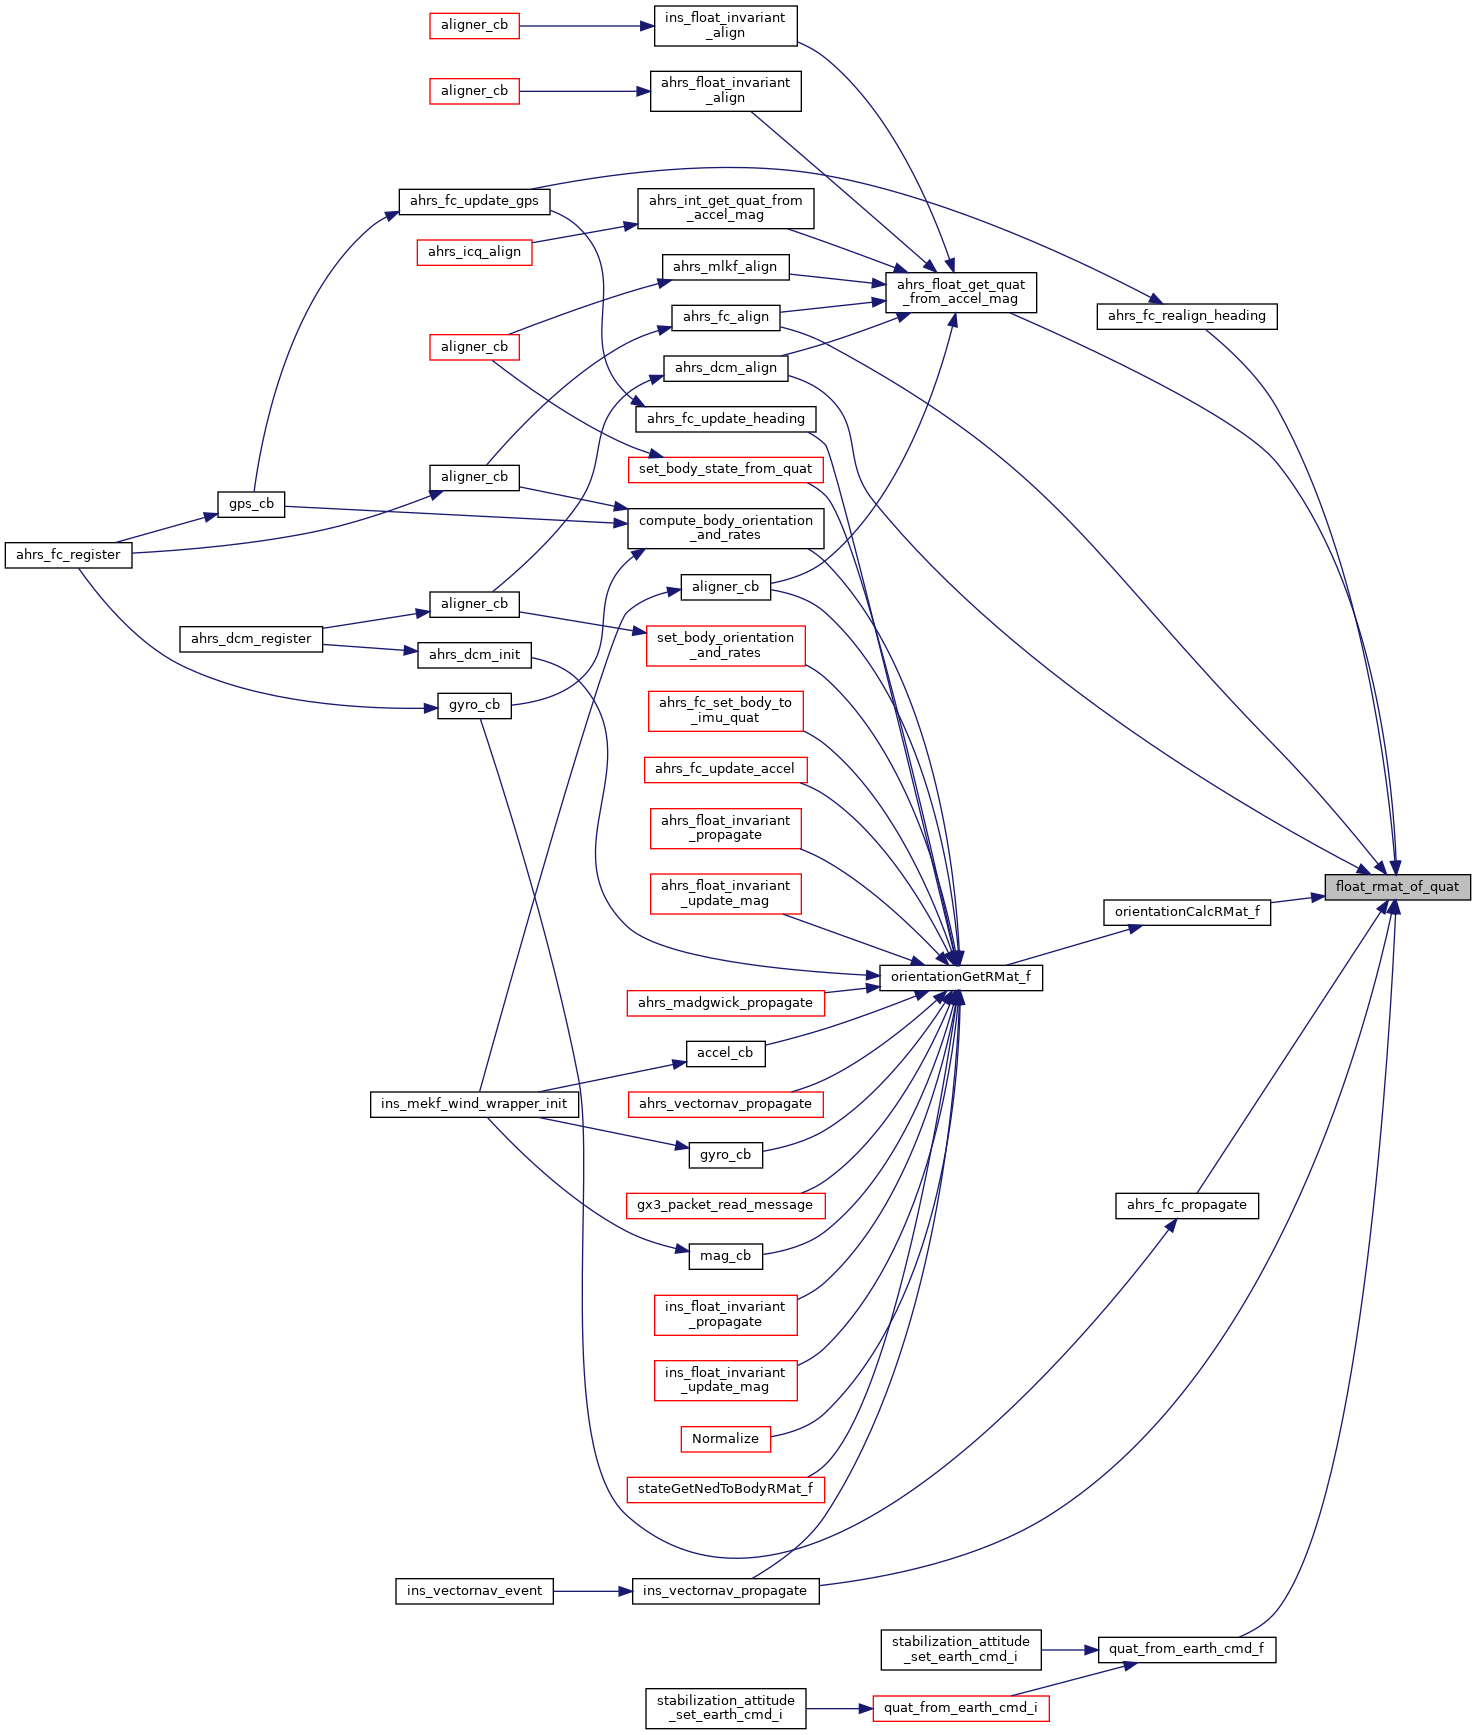 ins_float_invariant
_align
aligner_cb
ahrs_float_invariant
_align
aligner_cb
ahrs_fc_update_gps
ahrs_int_get_quat_from
_accel_mag
ahrs_icq_align
ahrs_mlkf_align
ahrs_float_get_quat
_from_accel_mag
ahrs_fc_realign_heading
ahrs_fc_align
aligner_cb
ahrs_dcm_align
ahrs_fc_update_heading
set_body_state_from_quat
aligner_cb
gps_cb
compute_body_orientation
_and_rates
ahrs_fc_register
aligner_cb
aligner_cb
ahrs_dcm_register
set_body_orientation
_and_rates
ahrs_dcm_init
gyro_cb
ahrs_fc_set_body_to
_imu_quat
ahrs_fc_update_accel
ahrs_float_invariant
_propagate
ahrs_float_invariant
_update_mag
float_rmat_of_quat
orientationCalcRMat_f
orientationGetRMat_f
ahrs_madgwick_propagate
accel_cb
ins_mekf_wind_wrapper_init
ahrs_vectornav_propagate
gyro_cb
gx3_packet_read_message
ahrs_fc_propagate
mag_cb
ins_float_invariant
_propagate
ins_float_invariant
_update_mag
Normalize
stateGetNedToBodyRMat_f
ins_vectornav_event
ins_vectornav_propagate
stabilization_attitude
_set_earth_cmd_i
quat_from_earth_cmd_f
stabilization_attitude
_set_earth_cmd_i
quat_from_earth_cmd_i